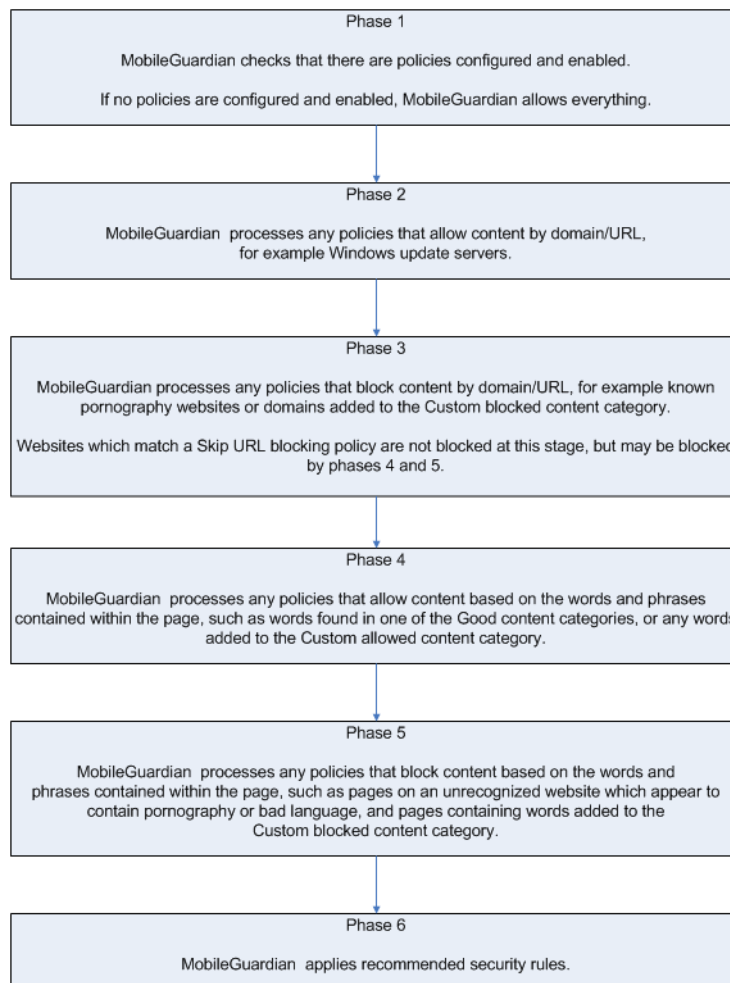 Phase 1
MobileGuardian checks that there are policies configured and enabled.
If no policies are configured and enabled, MobileGuardian allows everything.
Phase 2
MobileGuardian processes any policies that allow content by domain/URL,
for example Windows update servers.
Phase 3
MobileGuardian processes any policies that block content by domain/URL, for example known
pornography websites or domains added to the Custom blocked content category.
Websites which match a Skip URL blocking policy are not blocked at this stage, but may be blocked
by phases 4 and 5.
Phase 4
MobileGuardian processes any policies that allow content based on the words and phrases
contained within the page, such as words found in one of the Good content categories, or any words
added to the Custom allowed content category.
Phase 5
MobileGuardian processes any policies that block content based on the words and
phrases contained within the page, such as pages on an unrecognized website which appear to
contain pornography or bad language, and pages containing words added to the
Custom blocked content category.
Phase 6
MobileGuardian applies recommended security rules.